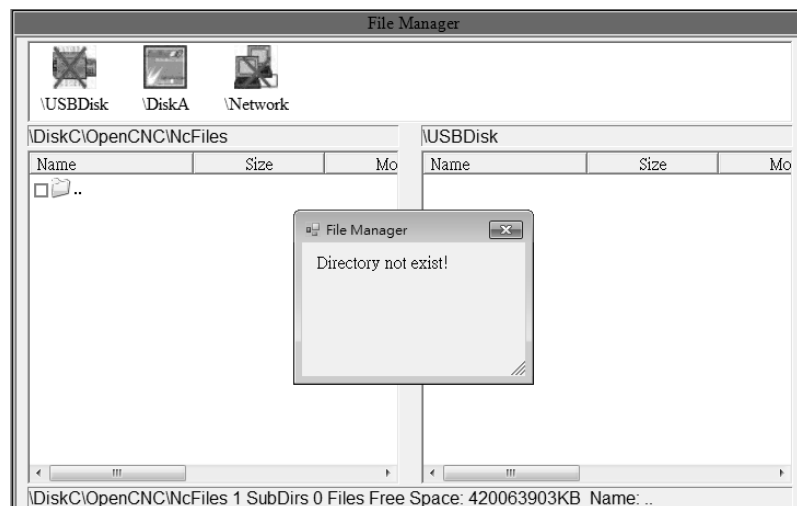 File Manager
\USBDisk \DiskA \Network
\DiskC\OpenCNC\NcFiles \USBDisk
Name Size Mo Name Size Mo
..
File Manager
Directory not exist!
\DiskC\OpenCNC\NcFiles 1 SubDirs 0 Files Free Space: 420063903KB Name: ..